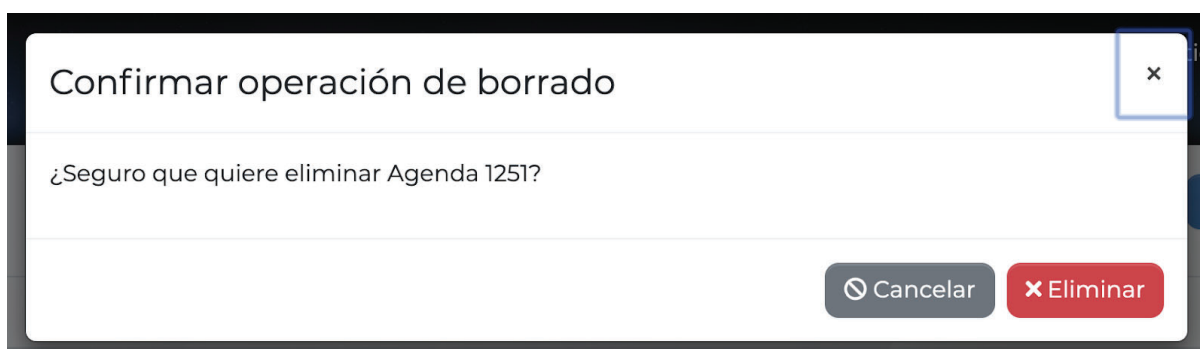 Confirmar operación de borrado
¿Seguro que quiere eliminar Agenda 1251?
Cancelar
Eliminar